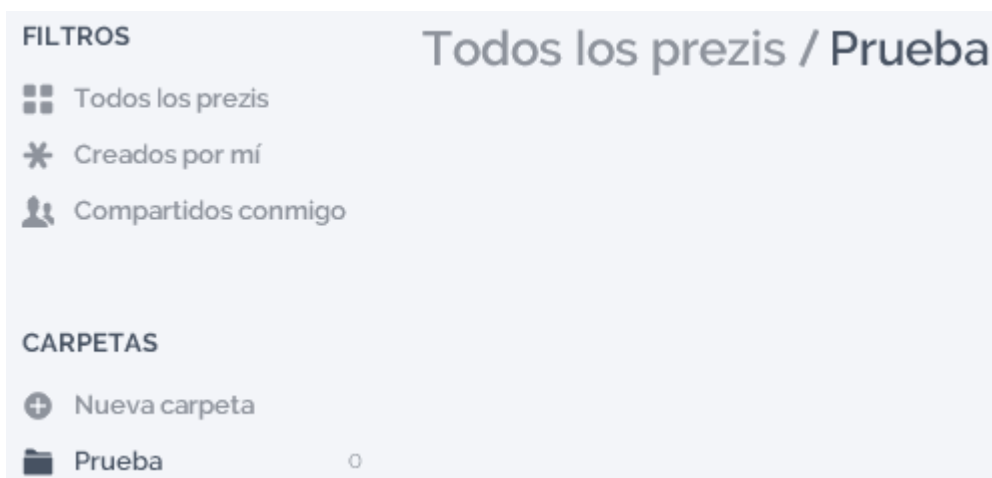 FILTROS
Todos los prezis
Creados por mí
Compartidos conmigo
CARPETAS
Nueva carpeta
Prueba 0
Todos los prezis / Prueba